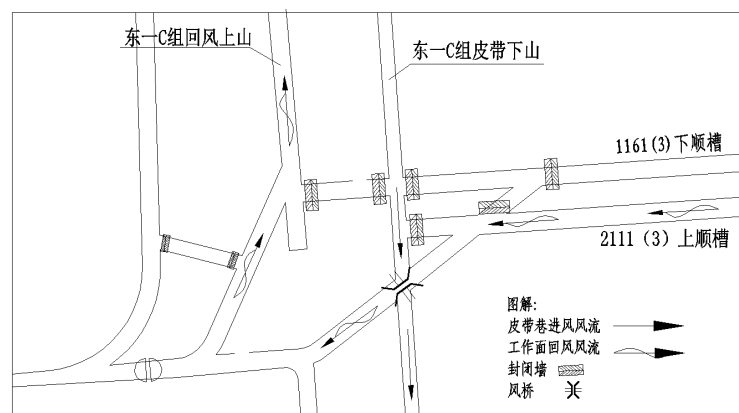 东一C组回风上山
东一C组皮带下山
1161(3)下顺槽
2111（3）上顺槽
图解:
皮带巷进风风流
工作面回风风流
封闭墙
风桥